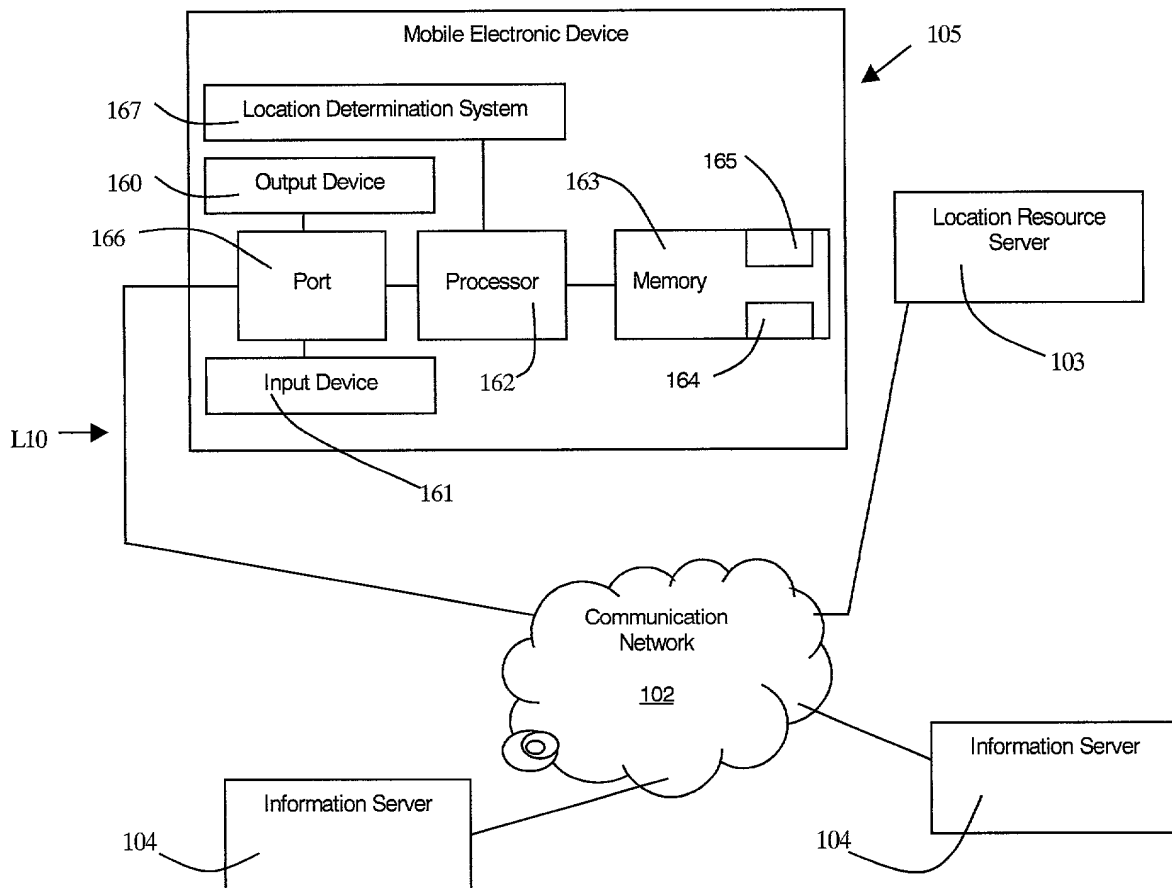 Mobile Electronic Device
105
167
Location Determination System
160
Output Device
163
165
166
Port
Processor
Memory
Location Resource
Server
Input Device
162
164
103
L10
161
Communication
Network
102
Information Server
Information Server
104
104